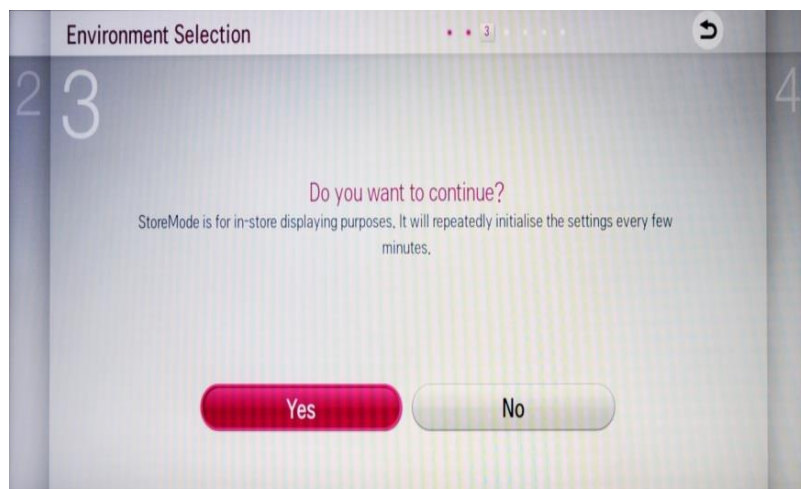 Environment Selection
3
2
3
4
Do you want to continue?
StoreMode is for in-store displaying purposes. It will repeatedly initialise the settings every few
minutes.
Yes
No